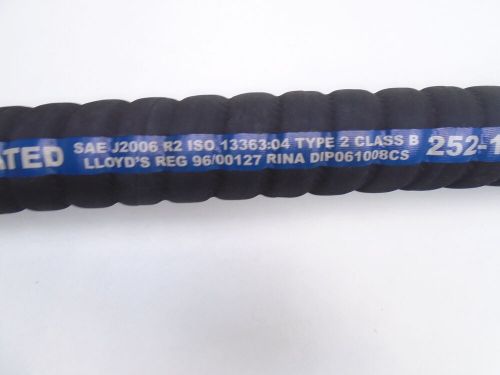 ATED SAE J2006 R2 ISO 13363:04 TYPE 2 CLASS B 252-1
LLOYD'S REG 96/00127 RINA DIP061008CS